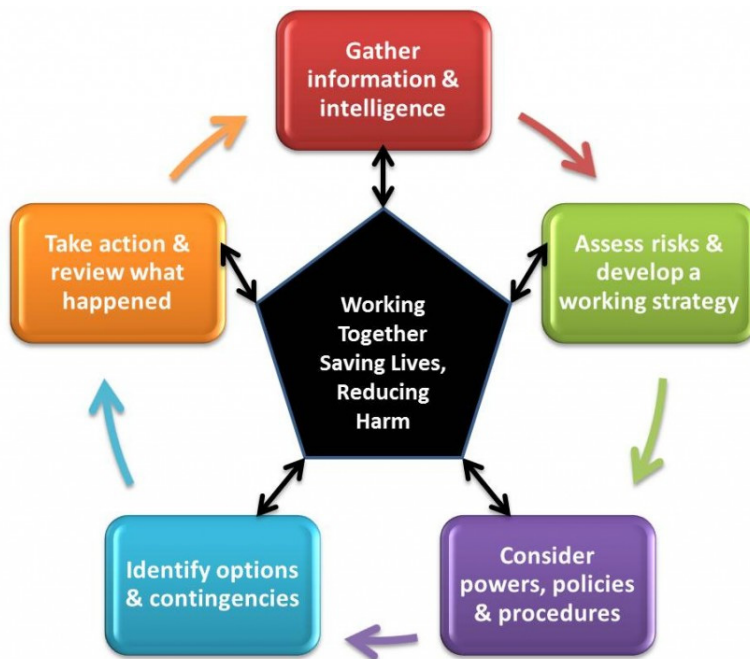 Gather
information &
intelligence
Assess risks &
develop a
working strategy
Consider
powers, policies
& procedures
Identify options
& contingencies
Take action &
review what
happened
Working
Together
Saving Lives,
Reducing
Harm